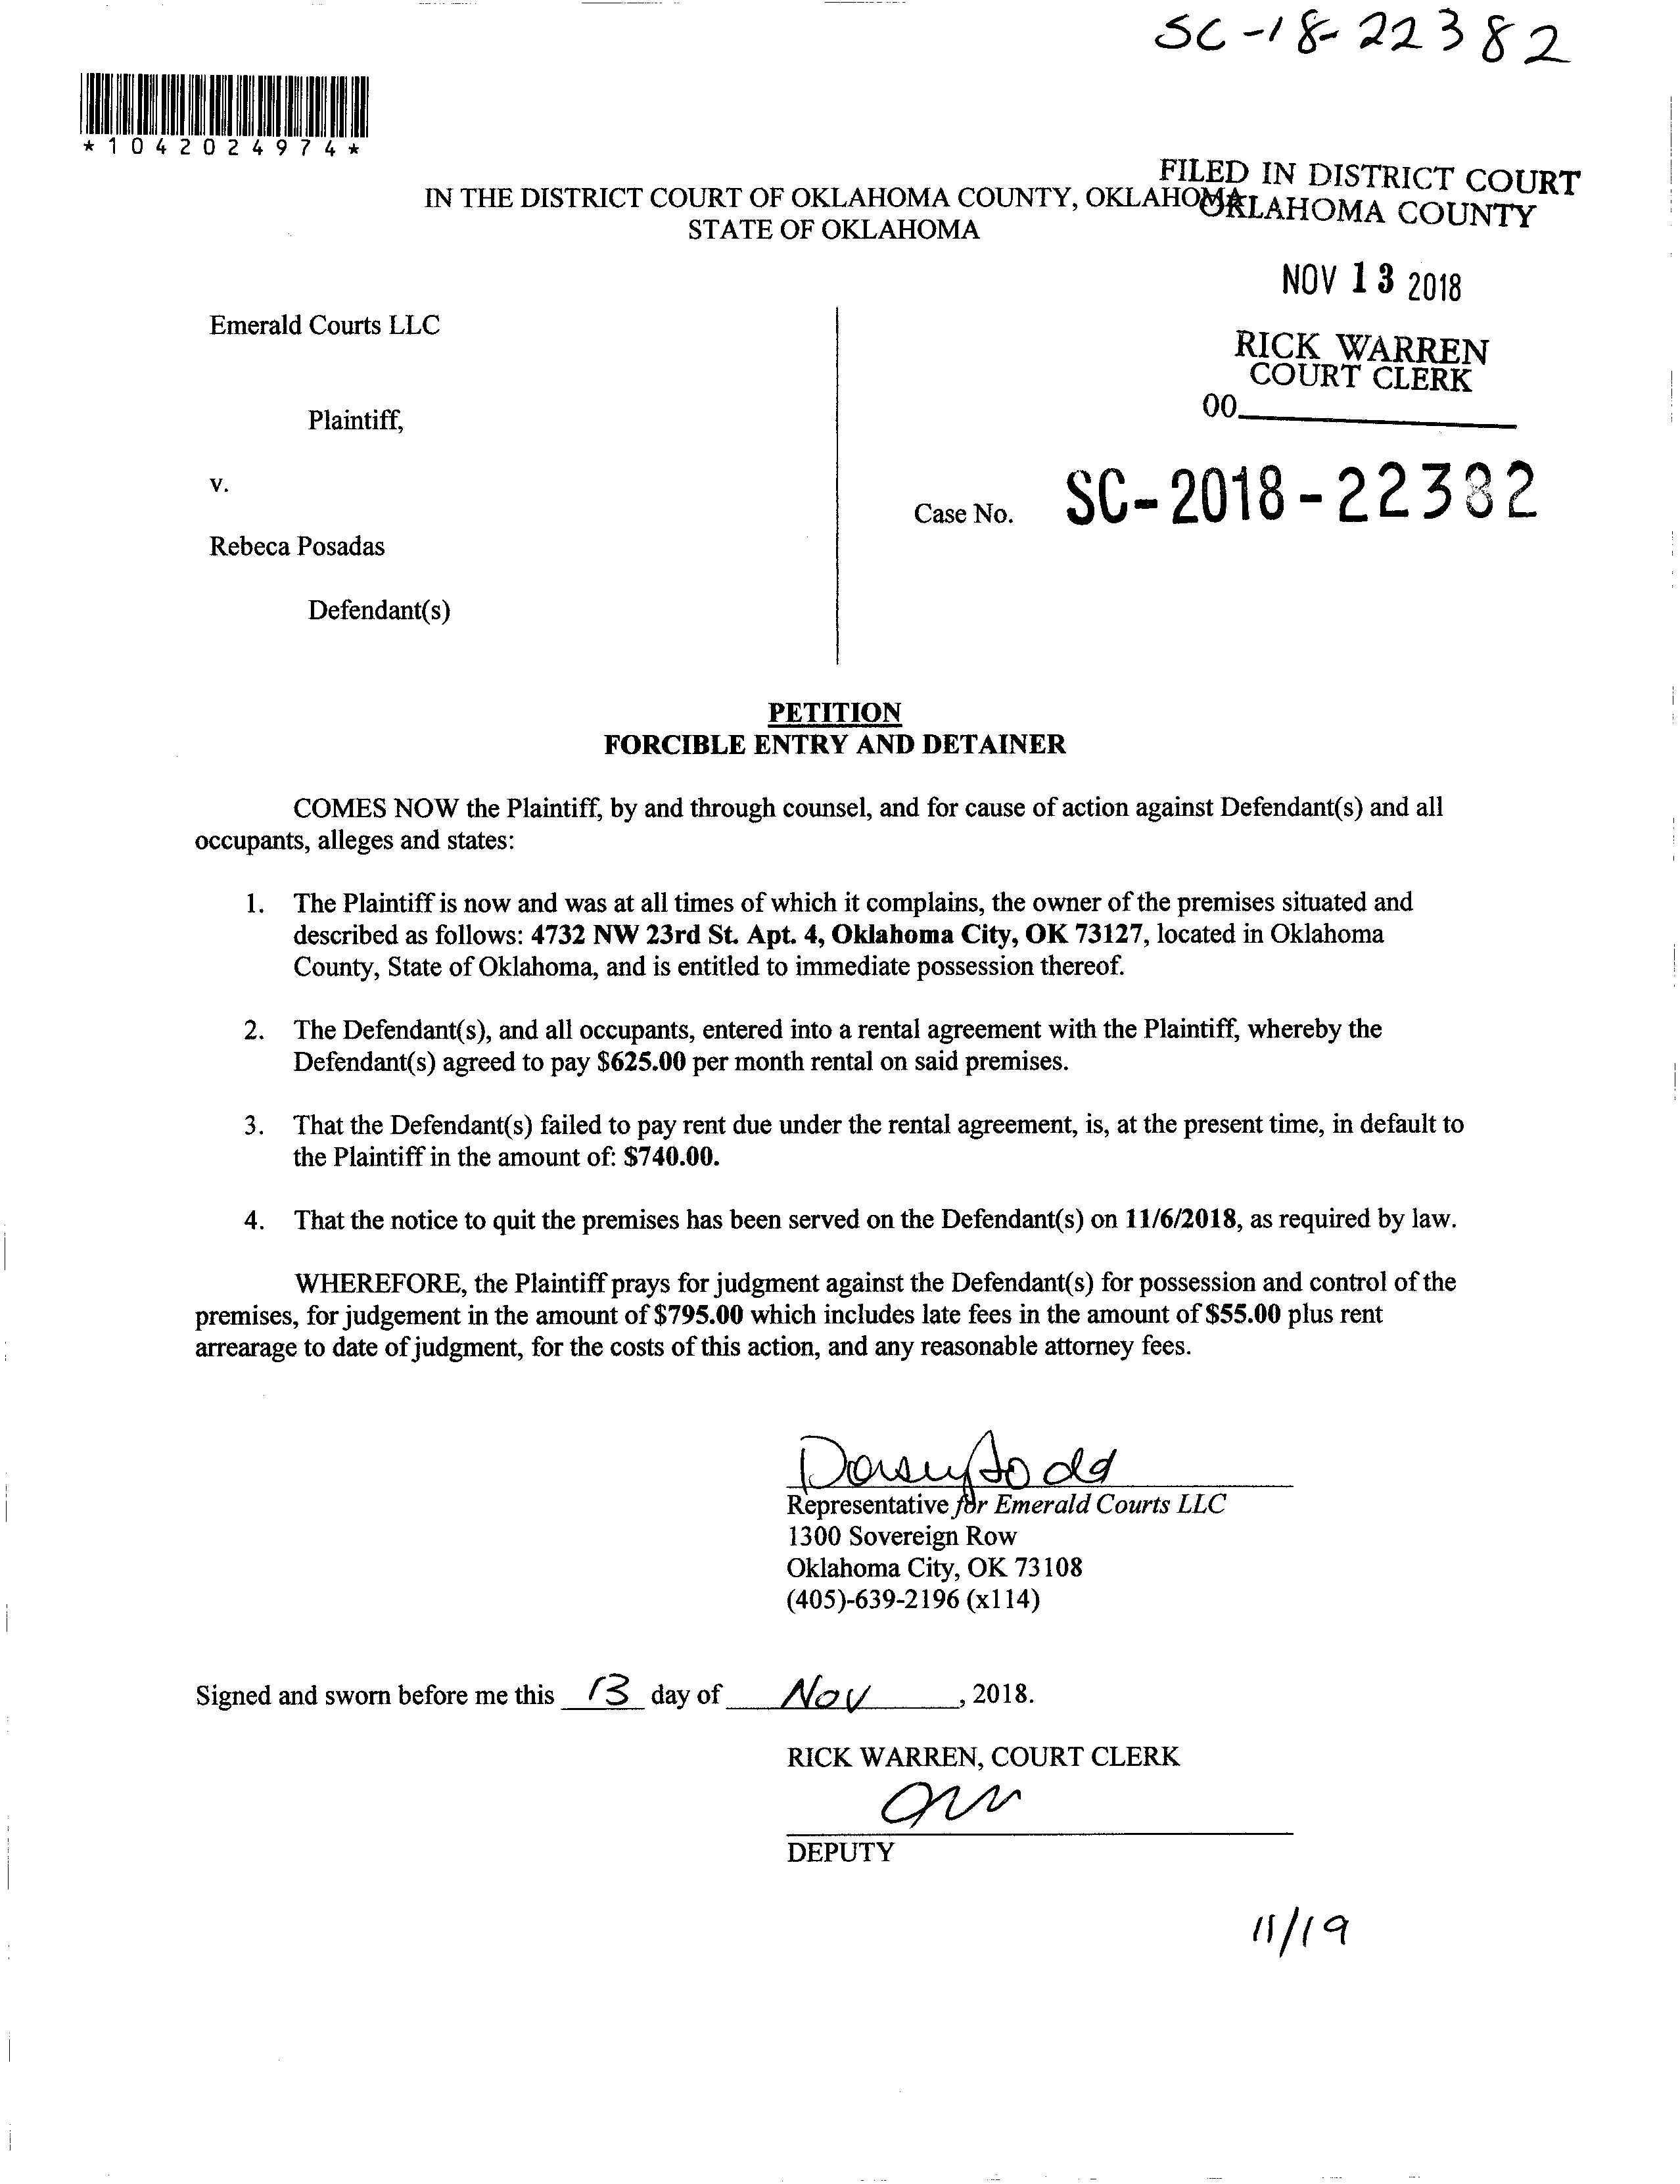 SC-18-22382
*1042024974*
FILED IN DISTRICT COURT
OKLAHOMA COUNTY
IN THE DISTRICT COURT OF OKLAHOMA COUNTY, OKLAHOMA
STATE OF OKLAHOMA
NOV 13 2018
RICK WARREN
COURT CLERK
00
Emerald Courts LLC
Plaintiff,
v.
Case No. SC-2018-22382
Rebeca Posadas
Defendant(s)
PETITION
FORCIBLE ENTRY AND DETAINER
COMES NOW the Plaintiff, by and through counsel, and for cause of action against Defendant(s) and all
occupants, alleges and states:
1. The Plaintiff is now and was at all times of which it complains, the owner of the premises situated and
described as follows: 4732 NW 23rd St. Apt. 4, Oklahoma City, OK 73127, located in Oklahoma
County, State of Oklahoma, and is entitled to immediate possession thereof.
2. The Defendant(s), and all occupants, entered into a rental agreement with the Plaintiff, whereby the
Defendant(s) agreed to pay $625.00 per month rental on said premises.
3. That the Defendant(s) failed to pay rent due under the rental agreement, is, at the present time, in default to
the Plaintiff in the amount of: $740.00.
4. That the notice to quit the premises has been served on the Defendant(s) on 11/6/2018, as required by law.
WHEREFORE, the Plaintiff prays for judgment against the Defendant(s) for possession and control of the
premises, for judgement in the amount of $795.00 which includes late fees in the amount of $55.00 plus rent
arrearage to date of judgment, for the costs of this action, and any reasonable attorney fees.
Representative for Emerald Courts LLC
1300 Sovereign Row
Oklahoma City, OK 73108
(405)-639-2196 (x114)
Signed and sworn before me this 13 day of Nov, 2018.
RICK WARREN, COURT CLERK
DEPUTY
11/19